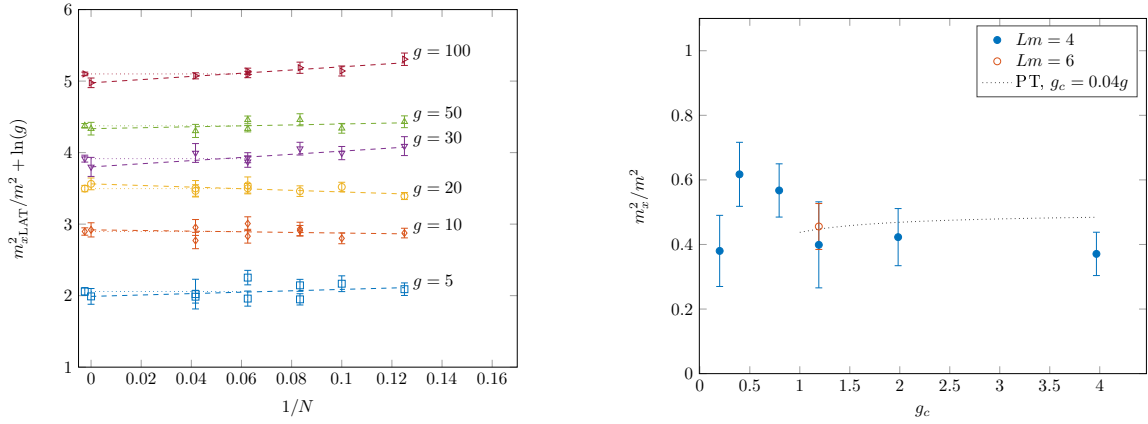 6
5
4
3
2
1
0
0.02
0.04
0.06
0.08
0.1
0.12
0.14
0.16
1/N
m²ₓLAT/m² + ln(g)
g = 100
g = 50
g = 30
g = 20
g = 10
g = 5
1
0.8
0.6
0.4
0.2
0
0
0.5
1
1.5
2
2.5
3
3.5
4
g_c
m²ₓ/m²
Lm = 4
Lm = 6
PT, g_c = 0.04g